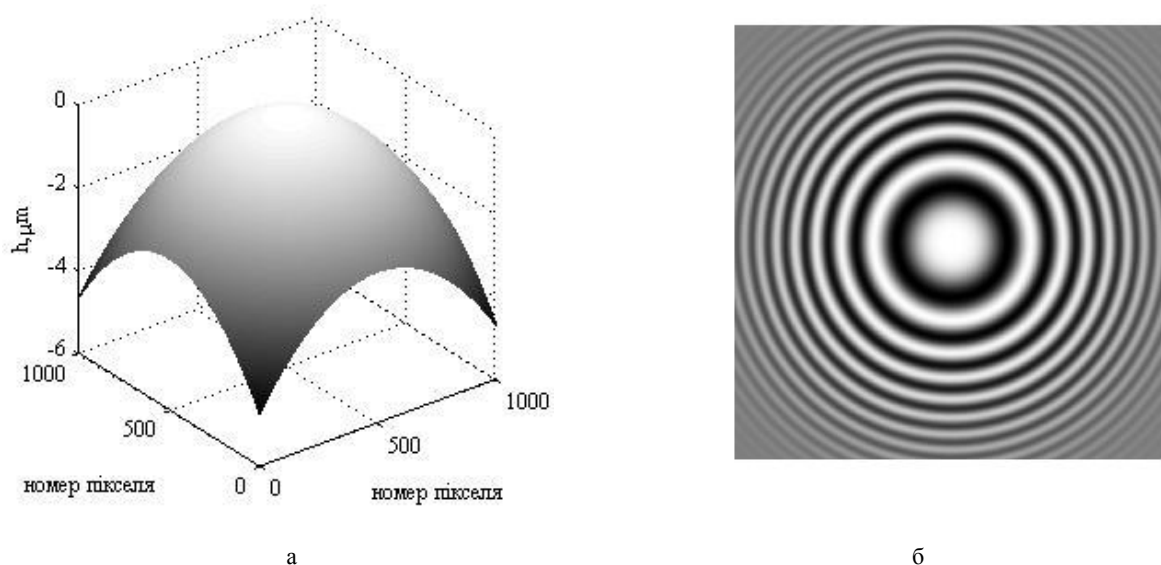 0
-2
-4
-6
h,μm
1000
500
0
0
500
1000
номер пікселя
номер пікселя
а
б